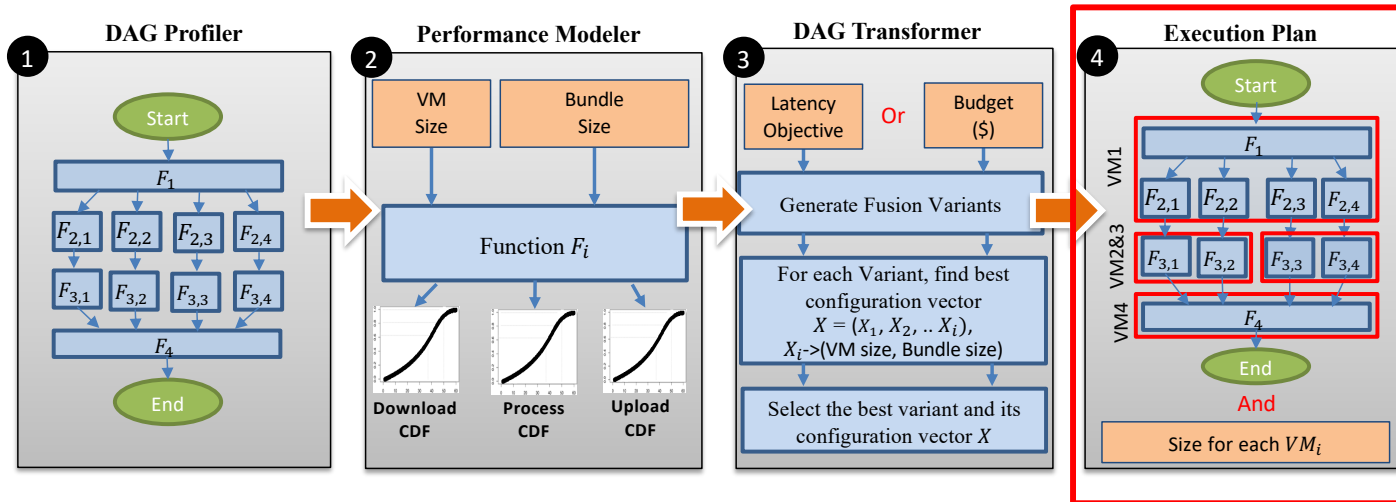 DAG Profiler
1
Start
F₁
F₂,₁ F₂,₂ F₂,₃ F₂,₄
F₃,₁ F₃,₂ F₃,₃ F₃,₄
F₄
End
Performance Modeler
2
VM
Size
Bundle
Size
Function Fᵢ
Download
CDF
Process
CDF
Upload
CDF
DAG Transformer
3
Latency
Objective
Or
Budget
($)
Generate Fusion Variants
For each Variant, find best
configuration vector
X = (X₁, X₂, .. Xᵢ),
Xᵢ->(VM size, Bundle size)
Select the best variant and its
configuration vector X
Execution Plan
4
Start
VM1
F₁
F₂,₁ F₂,₂ F₂,₃ F₂,₄
VM2&3
F₃,₁ F₃,₂ F₃,₃ F₃,₄
VM4
F₄
End
And
Size for each VMᵢ